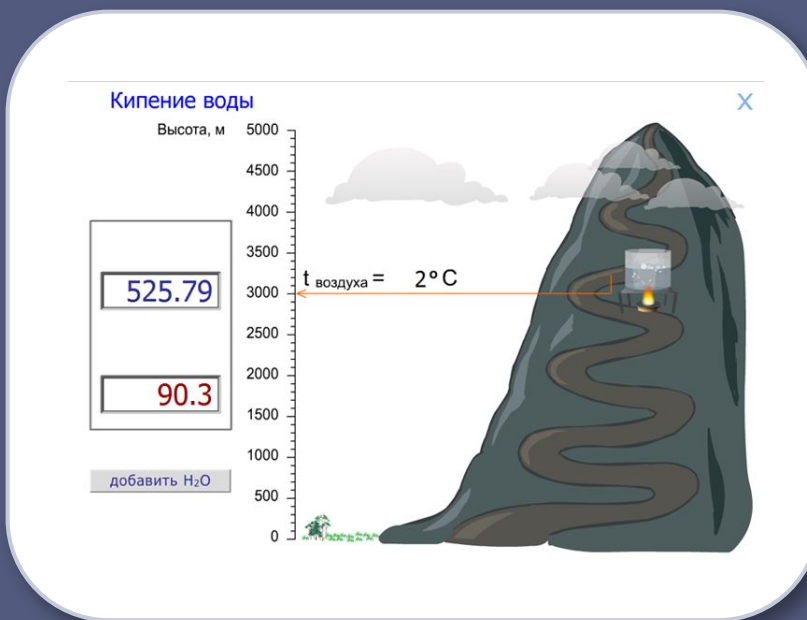 Кипение воды
X
Высота, м
5000
4500
4000
3500
t воздуха = 2°C
3000
525.79
2500
2000
90.3
1500
1000
добавить H₂O
500
0